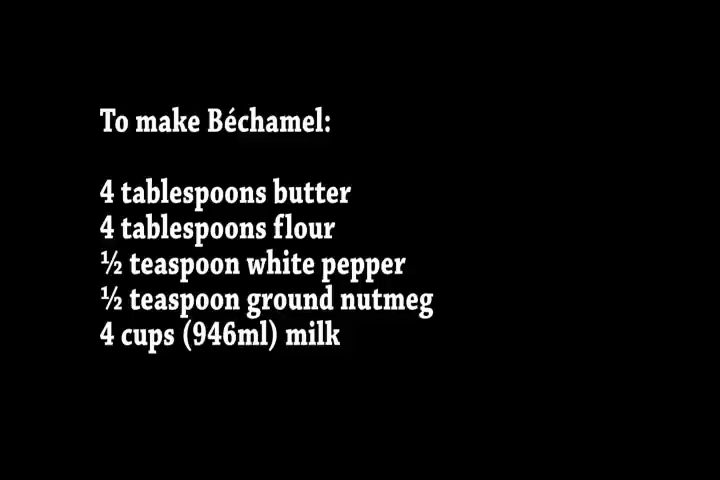 To make Béchamel:
4 tablespoons butter
4 tablespoons flour
½ teaspoon white pepper
½ teaspoon ground nutmeg
4 cups (946ml) milk